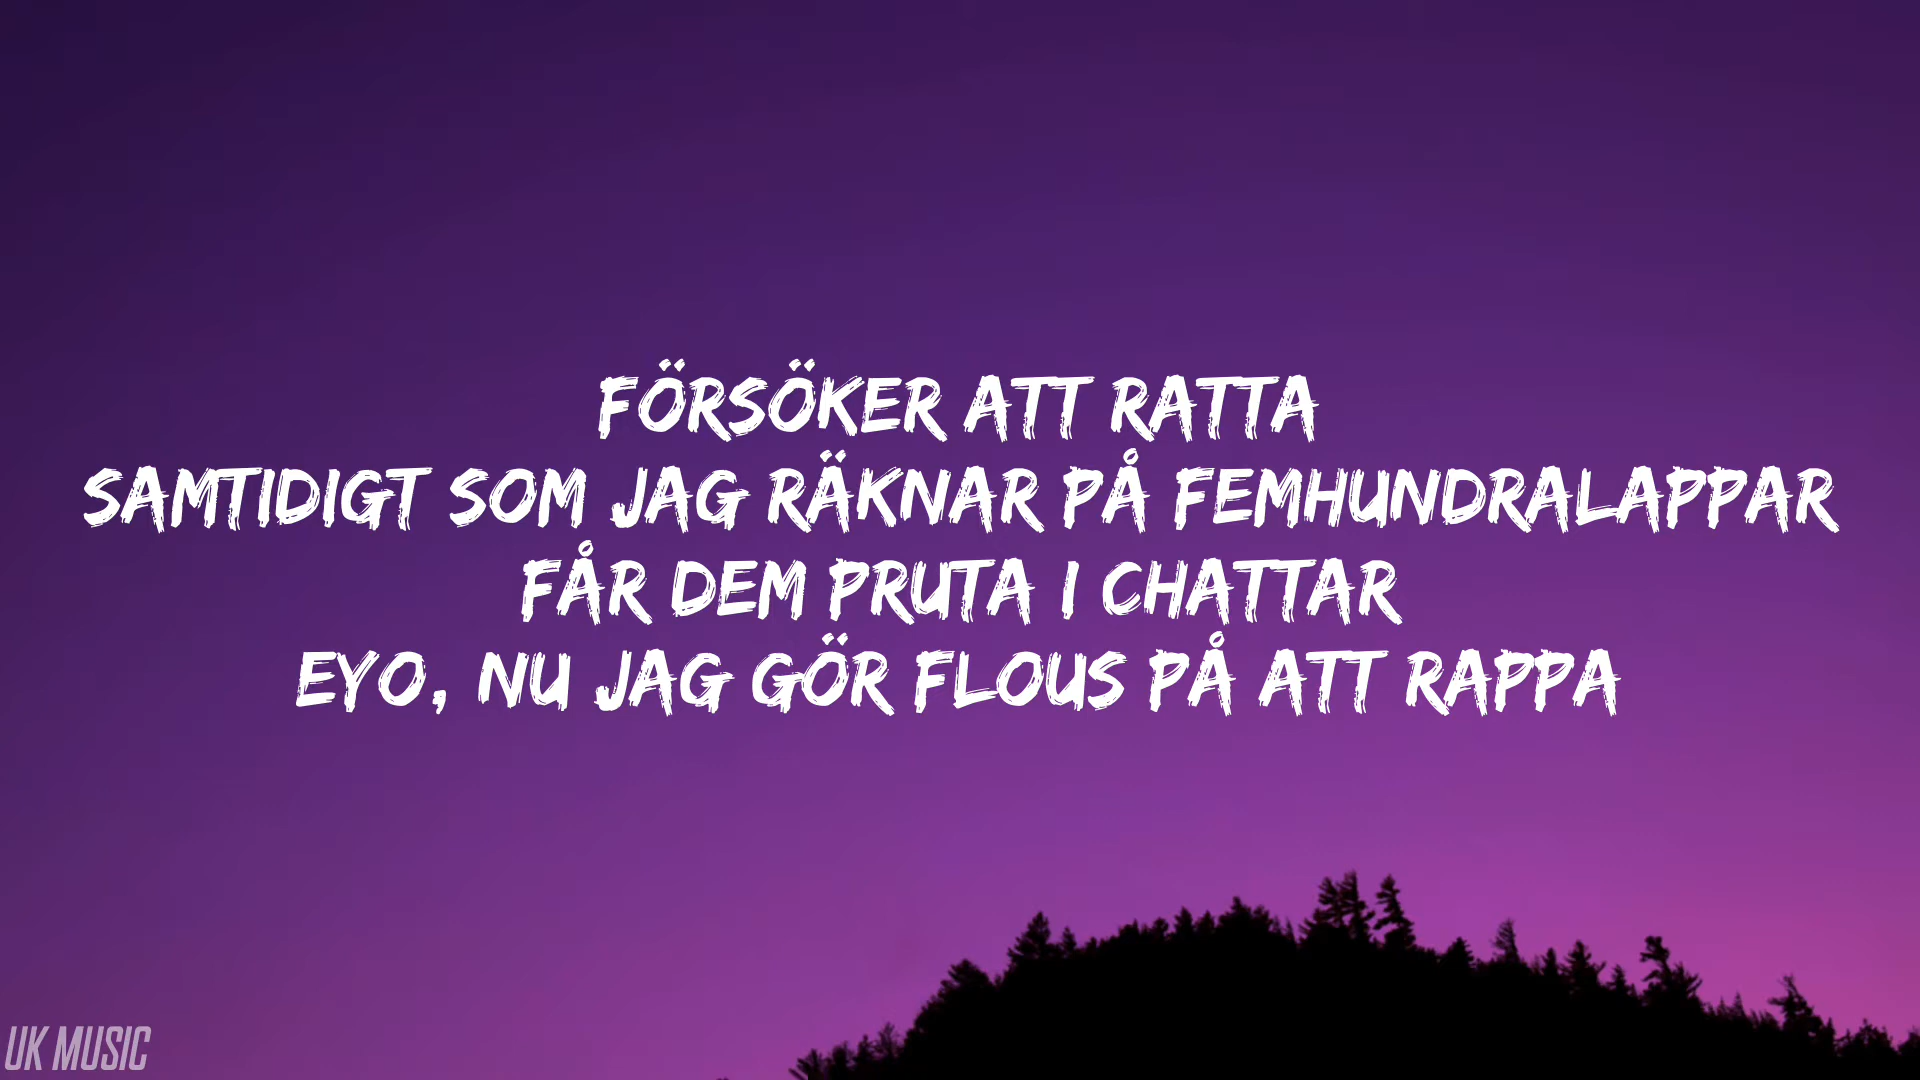 FÖRSÖKER ATT RATTA
SAMTIDIGT SOM JAG RÄKNAR PÅ FEMHUNDRALAPPAR
FÅR DEM PRUTA I CHATTAR
EYO, NU JAG GÖR FLOUS PÅ ATT RAPPA
UK MUSIC